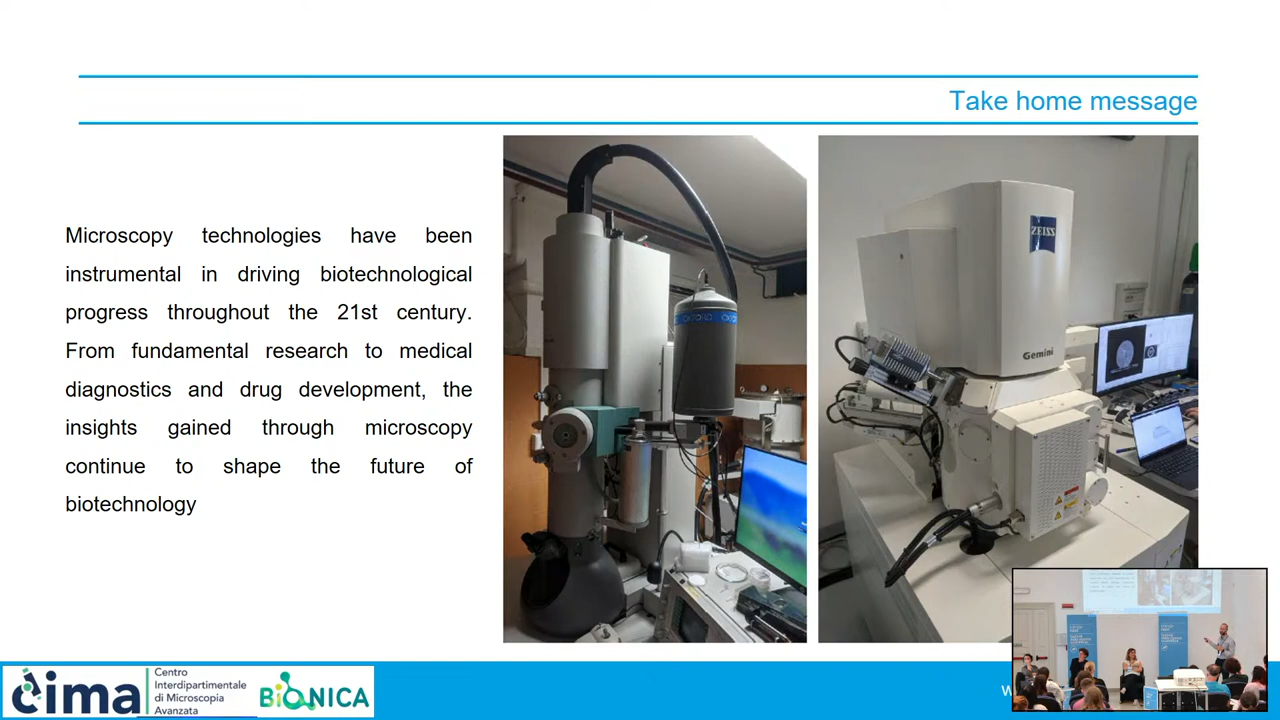 Take home message
Microscopy technologies have been
instrumental in driving biotechnological
progress throughout the 21st century.
From fundamental research to medical
diagnostics and drug development, the
insights gained through microscopy
continue to shape the future of
biotechnology
ZEISS
Gemini
cima
Centro
Interdipartimentale
di Microscopia
Avanzata
BiONICA
w